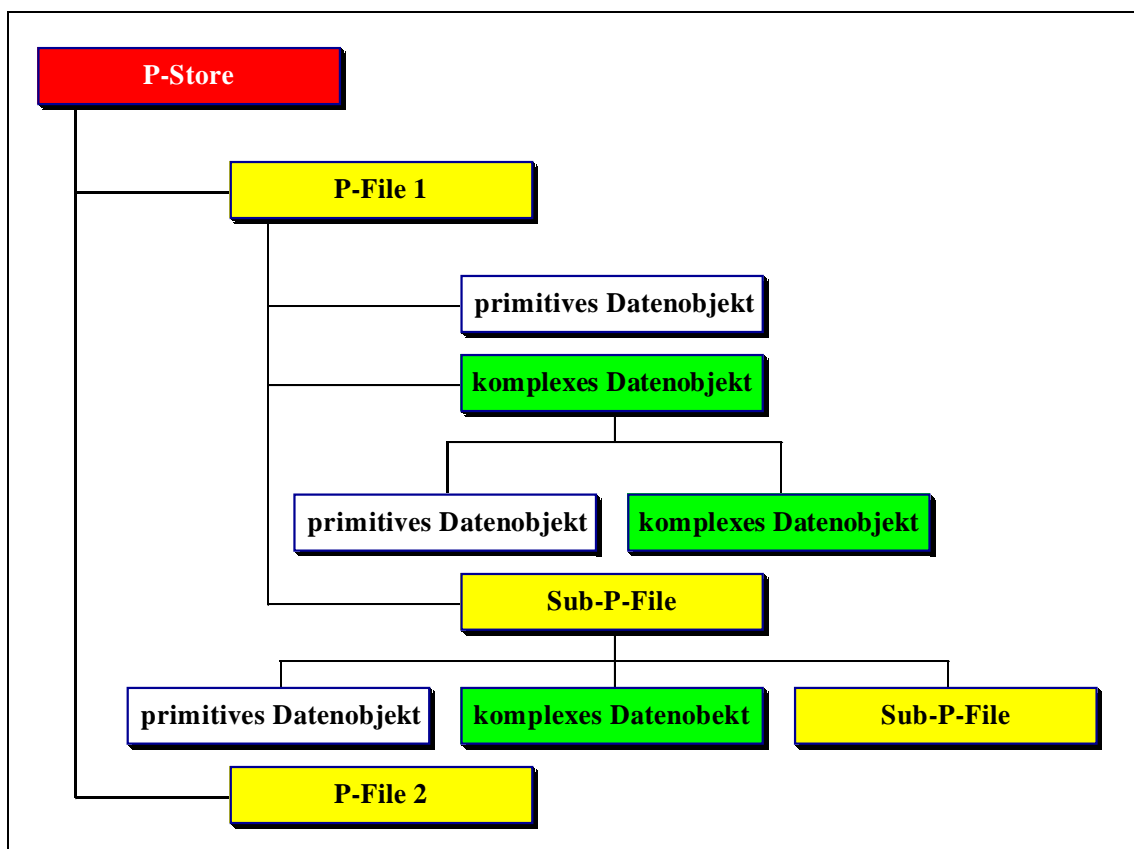 P-Store
P-File 1
primitives Datenobjekt
komplexes Datenobjekt
primitives Datenobjekt
komplexes Datenobjekt
Sub-P-File
primitives Datenobjekt
komplexes Datenobekt
Sub-P-File
P-File 2